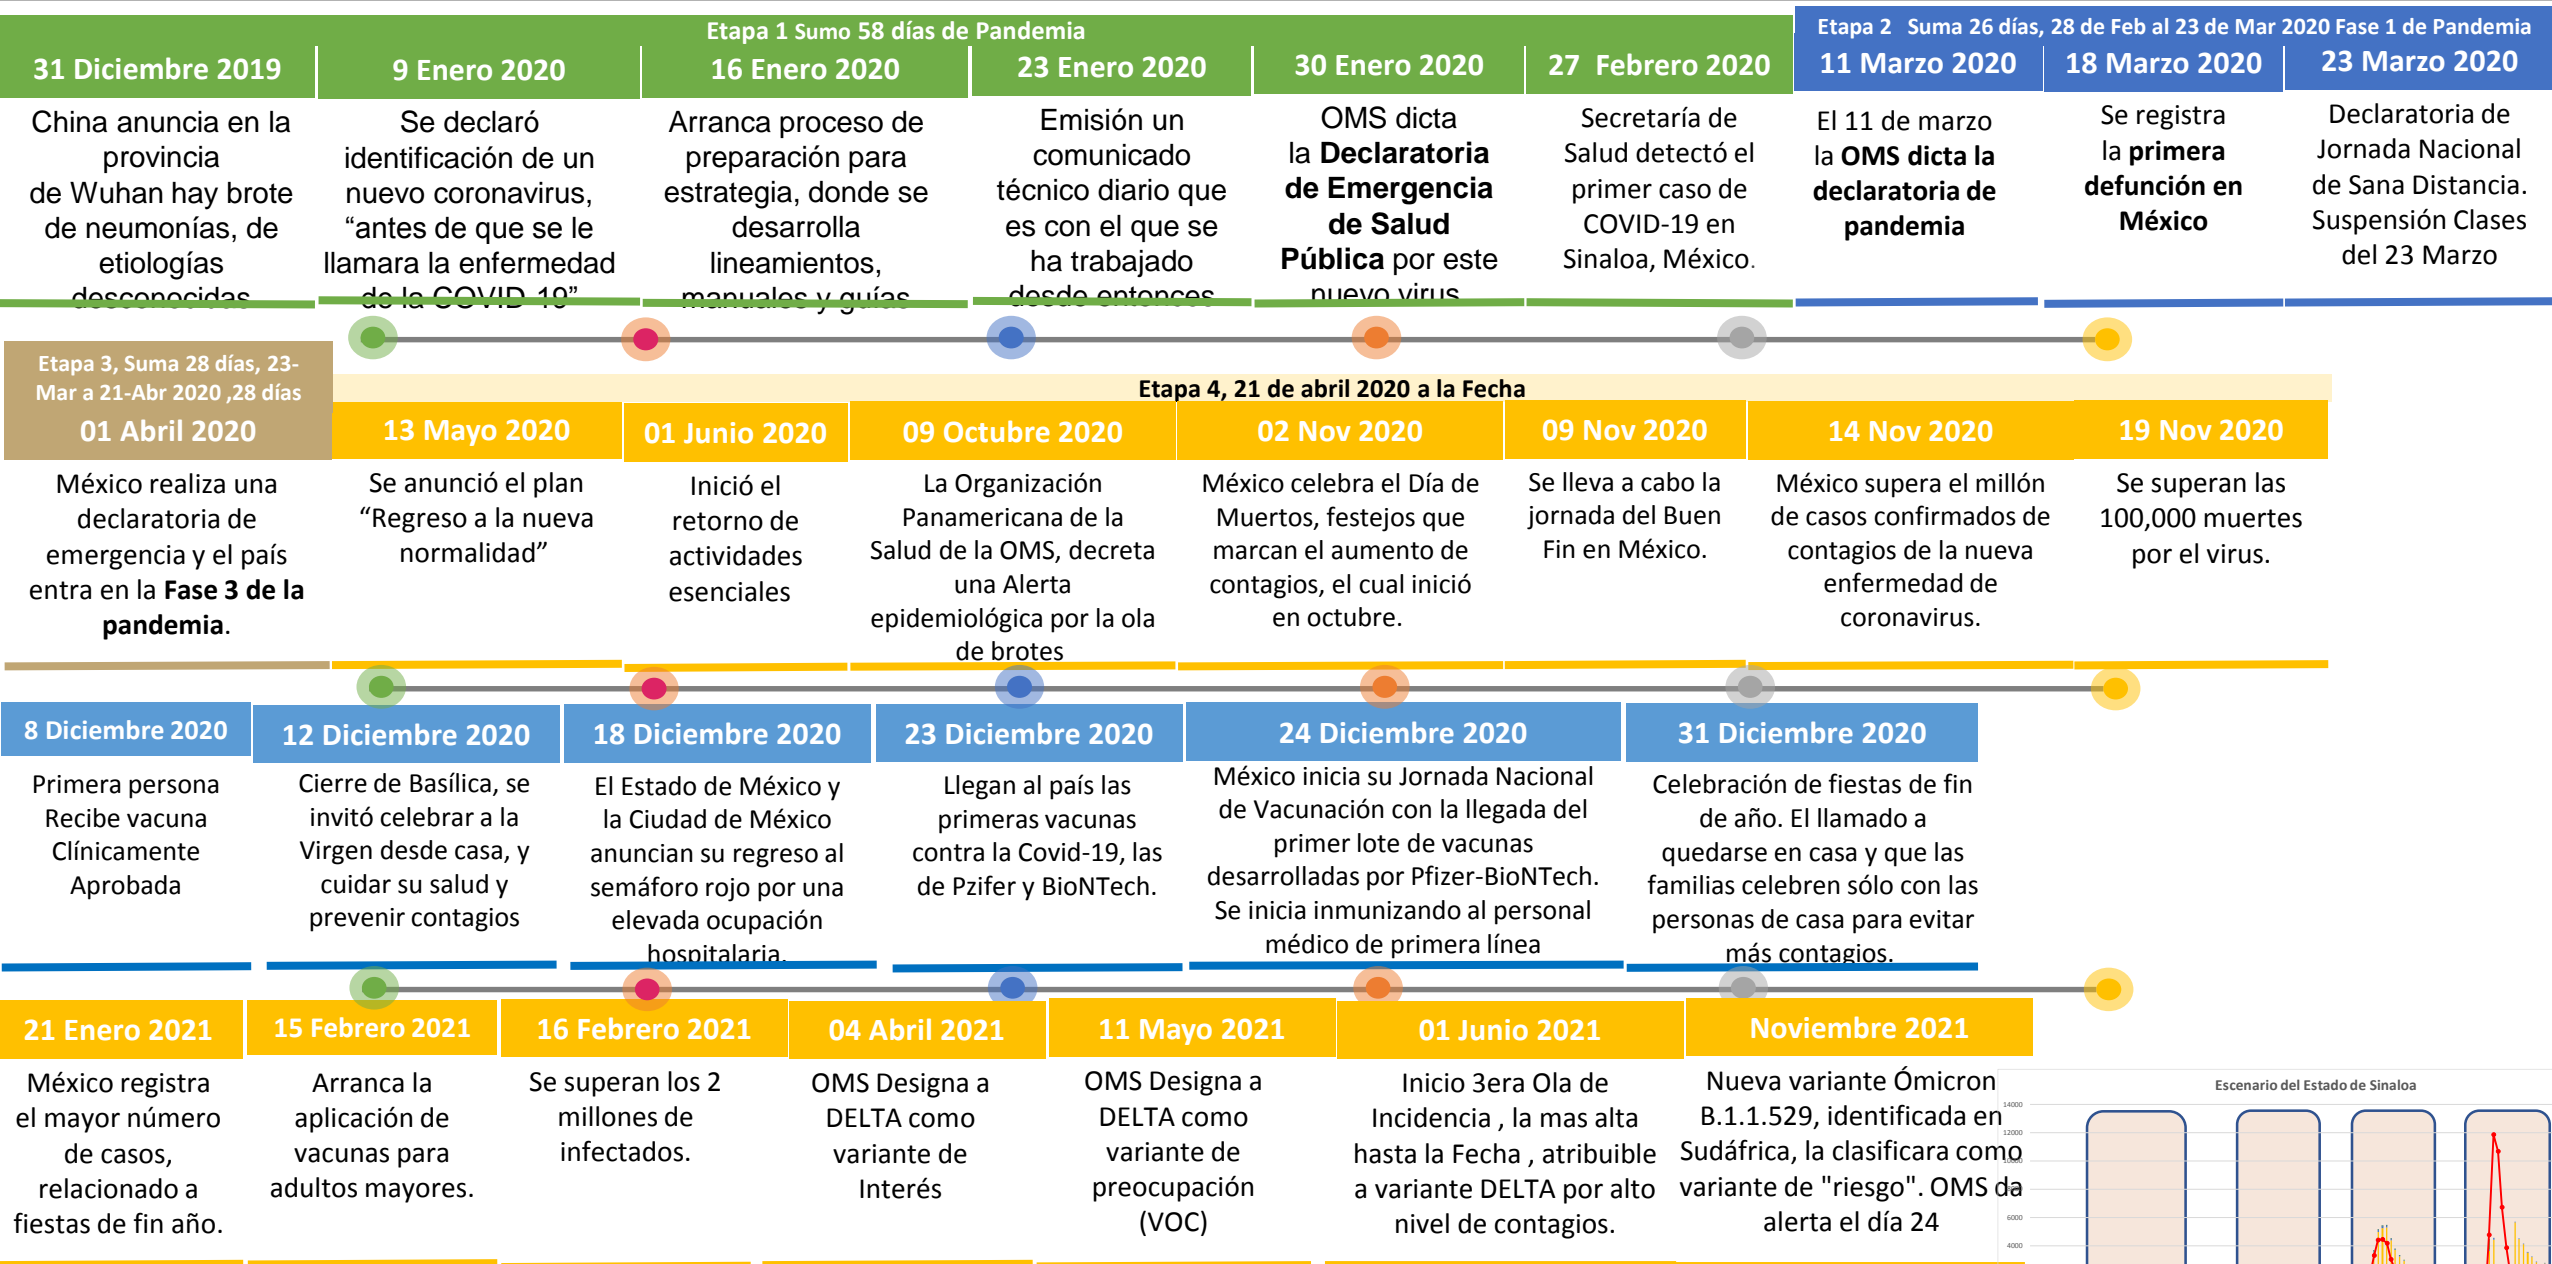 Etapa 1 Sumo 58 días de Pandemia
Etapa 2 Suma 26 días, 28 de Feb al 23 de Mar 2020 Fase 1 de Pandemia
31 Diciembre 2019
China anuncia en la
provincia
de Wuhan hay brote
de neumonías, de
etiologías
desconocidas
9 Enero 2020
Se declaró
identificación de un
nuevo coronavirus,
“antes de que se le
llamara la enfermedad
de la COVID-19”
16 Enero 2020
Arranca proceso de
preparación para
estrategia, donde se
desarrolla
lineamientos,
manuales y guías
23 Enero 2020
Emisión un
comunicado
técnico diario que
es con el que se
ha trabajado
desde entonces
30 Enero 2020
OMS dicta
la Declaratoria
de Emergencia
de Salud
Pública por este
nuevo virus
27 Febrero 2020
Secretaría de
Salud detectó el
primer caso de
COVID-19 en
Sinaloa, México.
11 Marzo 2020
El 11 de marzo
la OMS dicta la
declaratoria de
pandemia
18 Marzo 2020
Se registra
la primera
defunción en
México
23 Marzo 2020
Declaratoria de
Jornada Nacional
de Sana Distancia.
Suspensión Clases
del 23 Marzo
Etapa 3, Suma 28 días, 23-
Mar a 21-Abr 2020 ,28 días
Etapa 4, 21 de abril 2020 a la Fecha
01 Abril 2020
México realiza una
declaratoria de
emergencia y el país
entra en la Fase 3 de la
pandemia.
13 Mayo 2020
Se anunció el plan
“Regreso a la nueva
normalidad”
01 Junio 2020
Inició el
retorno de
actividades
esenciales
09 Octubre 2020
La Organización
Panamericana de la
Salud de la OMS, decreta
una Alerta
epidemiológica por la ola
de brotes
02 Nov 2020
México celebra el Día de
Muertos, festejos que
marcan el aumento de
contagios, el cual inició
en octubre.
09 Nov 2020
Se lleva a cabo la
jornada del Buen
Fin en México.
14 Nov 2020
México supera el millón
de casos confirmados de
contagios de la nueva
enfermedad de
coronavirus.
19 Nov 2020
Se superan las
100,000 muertes
por el virus.
8 Diciembre 2020
Primera persona
Recibe vacuna
Clínicamente
Aprobada
12 Diciembre 2020
Cierre de Basílica, se
invitó celebrar a la
Virgen desde casa, y
cuidar su salud y
prevenir contagios
18 Diciembre 2020
El Estado de México y
la Ciudad de México
anuncian su regreso al
semáforo rojo por una
elevada ocupación
hospitalaria.
23 Diciembre 2020
Llegan al país las
primeras vacunas
contra la Covid-19, las
de Pzifer y BioNTech.
24 Diciembre 2020
México inicia su Jornada Nacional
de Vacunación con la llegada del
primer lote de vacunas
desarrolladas por Pfizer-BioNTech.
Se inicia inmunizando al personal
médico de primera línea
31 Diciembre 2020
Celebración de fiestas de fin
de año. El llamado a
quedarse en casa y que las
familias celebren sólo con las
personas de casa para evitar
más contagios.
21 Enero 2021
México registra
el mayor número
de casos,
relacionado a
fiestas de fin año.
15 Febrero 2021
Arranca la
aplicación de
vacunas para
adultos mayores.
16 Febrero 2021
Se superan los 2
millones de
infectados.
04 Abril 2021
OMS Designa a
DELTA como
variante de
Interés
11 Mayo 2021
OMS Designa a
DELTA como
variante de
preocupación
(VOC)
01 Junio 2021
Inicio 3era Ola de
Incidencia , la mas alta
hasta la Fecha , atribuible
a variante DELTA por alto
nivel de contagios.
Noviembre 2021
Nueva variante Ómicron
B.1.1.529, identificada en
Sudáfrica, la clasificara como
variante de "riesgo". OMS da
alerta el día 24
Escenario del Estado de Sinaloa
14000
12000
10000
6000
4000